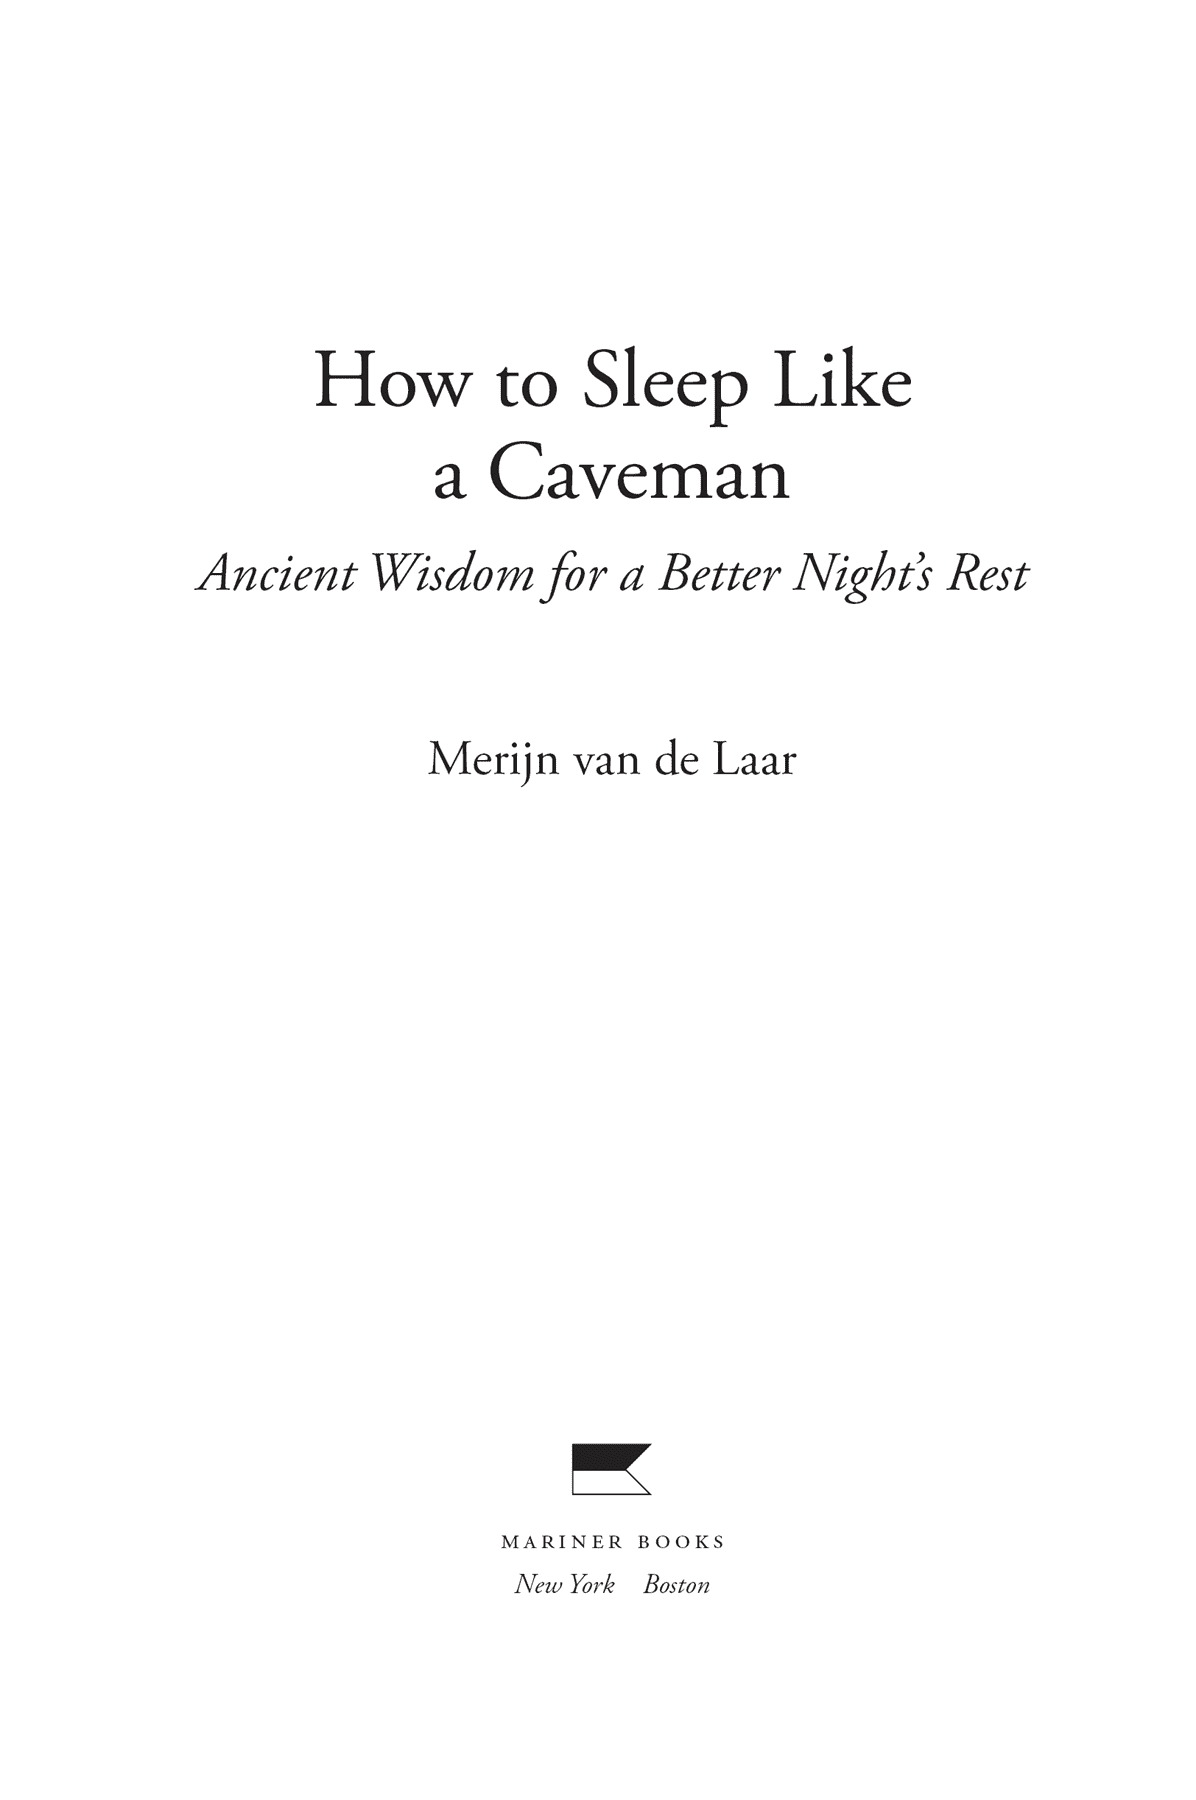 How to Sleep Like
a Caveman
Ancient Wisdom for a Better Night’s Rest
Merijn van de Laar
MARINER BOOKS
New York Boston